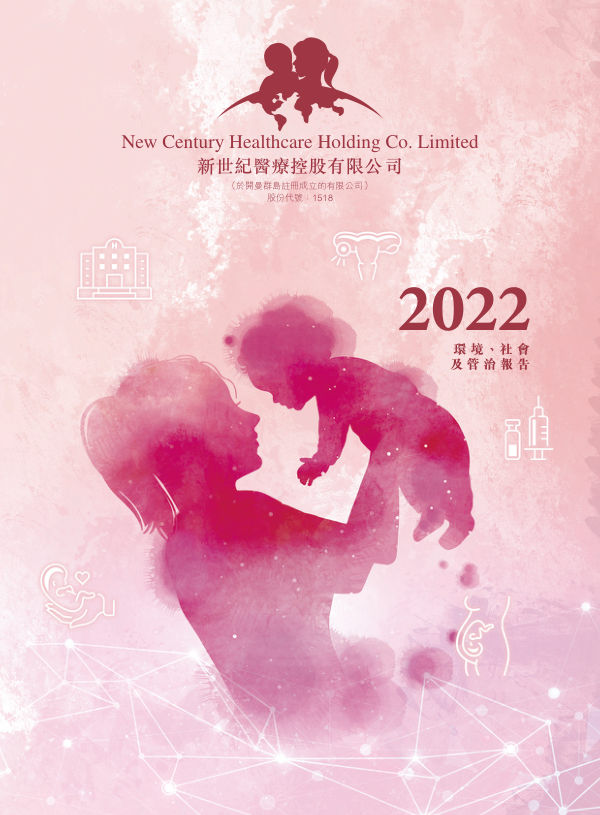 New Century Healthcare Holding Co. Limited
新世紀醫療控股有限公司
（於開曼群島註冊成立的有限公司）
股份代號：1518
H
2022
環境、社會
及管治報告